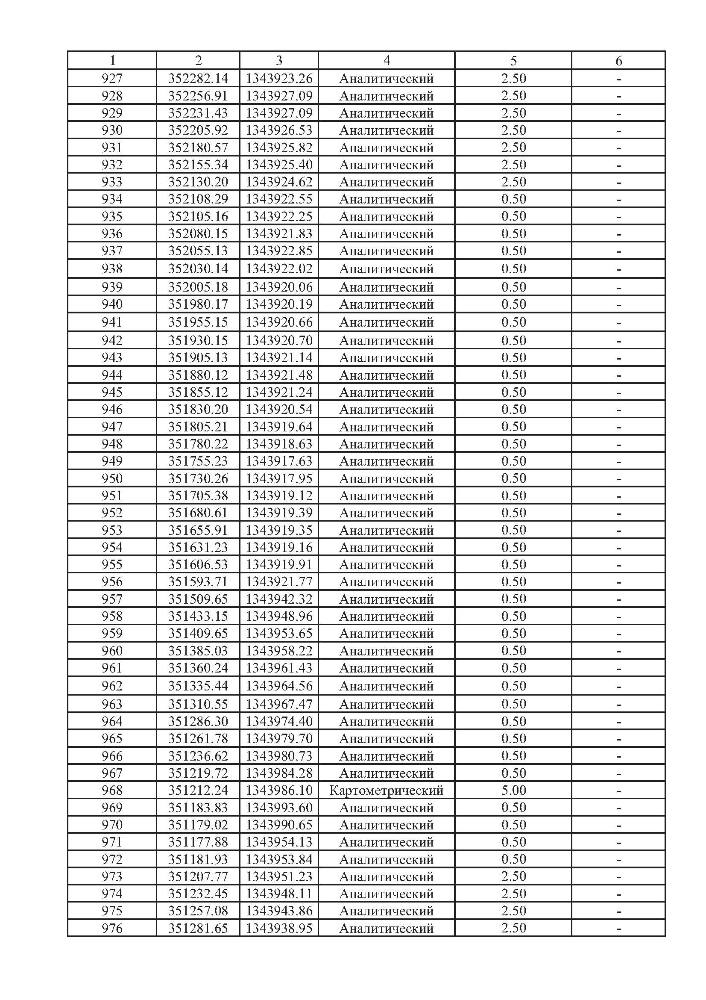 1 2 3 4 5 6
927 352282.14 1343923.26 Аналитический 2.50 -
928 352256.91 1343927.09 Аналитический 2.50 -
929 352231.43 1343927.09 Аналитический 2.50 -
930 352205.92 1343926.53 Аналитический 2.50 -
931 352180.57 1343925.82 Аналитический 2.50 -
932 352155.34 1343925.40 Аналитический 2.50 -
933 352130.20 1343924.62 Аналитический 2.50 -
934 352108.29 1343922.55 Аналитический 0.50 -
935 352105.16 1343922.25 Аналитический 0.50 -
936 352080.15 1343921.83 Аналитический 0.50 -
937 352055.13 1343922.85 Аналитический 0.50 -
938 352030.14 1343922.02 Аналитический 0.50 -
939 352005.18 1343920.06 Аналитический 0.50 -
940 351980.17 1343920.19 Аналитический 0.50 -
941 351955.15 1343920.66 Аналитический 0.50 -
942 351930.15 1343920.70 Аналитический 0.50 -
943 351905.13 1343921.14 Аналитический 0.50 -
944 351880.12 1343921.48 Аналитический 0.50 -
945 351855.12 1343921.24 Аналитический 0.50 -
946 351830.20 1343920.54 Аналитический 0.50 -
947 351805.21 1343919.64 Аналитический 0.50 -
948 351780.22 1343918.63 Аналитический 0.50 -
949 351755.23 1343917.63 Аналитический 0.50 -
950 351730.26 1343917.95 Аналитический 0.50 -
951 351705.38 1343919.12 Аналитический 0.50 -
952 351680.61 1343919.39 Аналитический 0.50 -
953 351655.91 1343919.35 Аналитический 0.50 -
954 351631.23 1343919.16 Аналитический 0.50 -
955 351606.53 1343919.91 Аналитический 0.50 -
956 351593.71 1343921.77 Аналитический 0.50 -
957 351509.65 1343942.32 Аналитический 0.50 -
958 351433.15 1343948.96 Аналитический 0.50 -
959 351409.65 1343953.65 Аналитический 0.50 -
960 351385.03 1343958.22 Аналитический 0.50 -
961 351360.24 1343961.43 Аналитический 0.50 -
962 351335.44 1343964.56 Аналитический 0.50 -
963 351310.55 1343967.47 Аналитический 0.50 -
964 351286.30 1343974.40 Аналитический 0.50 -
965 351261.78 1343979.70 Аналитический 0.50 -
966 351236.62 1343980.73 Аналитический 0.50 -
967 351219.72 1343984.28 Аналитический 0.50 -
968 351212.24 1343986.10 Картометрический 5.00 -
969 351183.83 1343993.60 Аналитический 0.50 -
970 351179.02 1343990.65 Аналитический 0.50 -
971 351177.88 1343954.13 Аналитический 0.50 -
972 351181.93 1343953.84 Аналитический 0.50 -
973 351207.77 1343951.23 Аналитический 2.50 -
974 351232.45 1343948.11 Аналитический 2.50 -
975 351257.08 1343943.86 Аналитический 2.50 -
976 351281.65 1343938.95 Аналитический 2.50 -